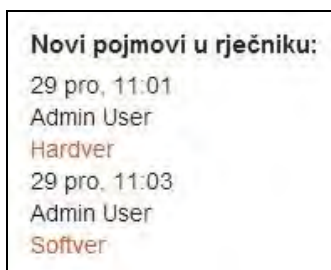 Novi pojmovi u rječniku:
29 pro, 11:01
Admin User
Hardver
29 pro, 11:03
Admin User
Softver